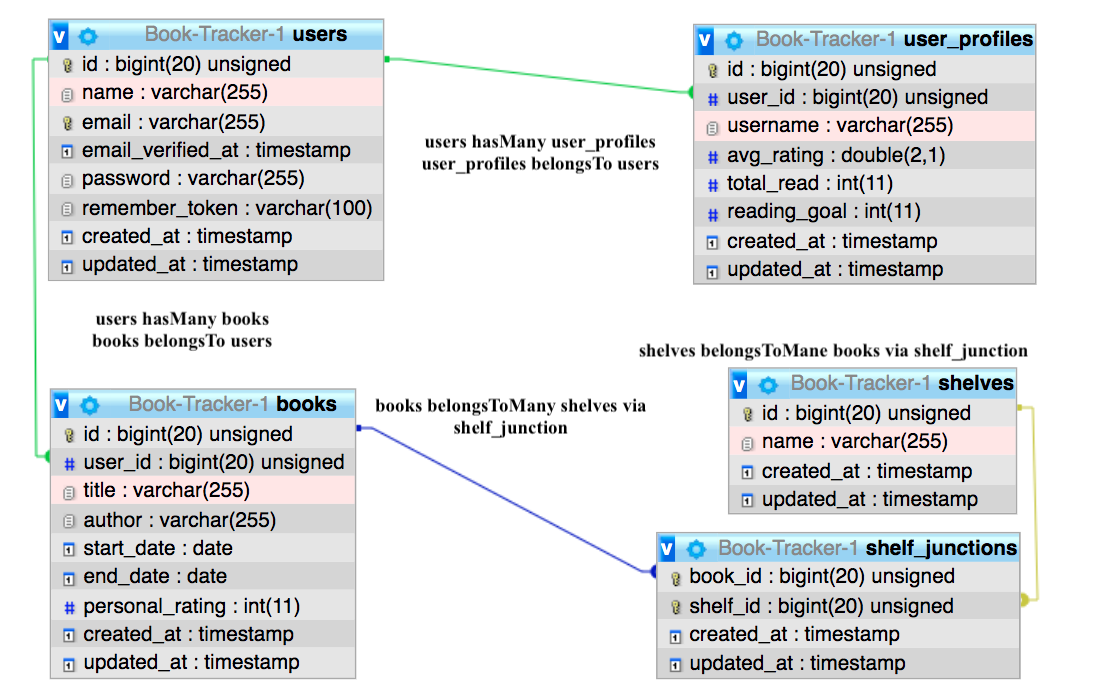 v Book-Tracker-1 users
id : bigint(20) unsigned
name : varchar(255)
email : varchar(255)
email_verified_at : timestamp
password : varchar(255)
remember_token : varchar(100)
created_at : timestamp
updated_at : timestamp
v Book-Tracker-1 user_profiles
id : bigint(20) unsigned
# user_id : bigint(20) unsigned
username : varchar(255)
# avg_rating : double(2,1)
# total_read : int(11)
# reading_goal : int(11)
created_at : timestamp
updated_at : timestamp
users hasMany user_profiles
user_profiles belongsTo users
users hasMany books
books belongsTo users
v Book-Tracker-1 books
id : bigint(20) unsigned
# user_id : bigint(20) unsigned
title : varchar(255)
author : varchar(255)
start_date : date
end_date : date
# personal_rating : int(11)
created_at : timestamp
updated_at : timestamp
books belongsToMany shelves via
shelf_junction
shelves belongsToMane books via shelf_junction
v Book-Tracker-1 shelves
id : bigint(20) unsigned
name : varchar(255)
created_at : timestamp
updated_at : timestamp
v Book-Tracker-1 shelf_junctions
book_id : bigint(20) unsigned
shelf_id : bigint(20) unsigned
created_at : timestamp
updated_at : timestamp